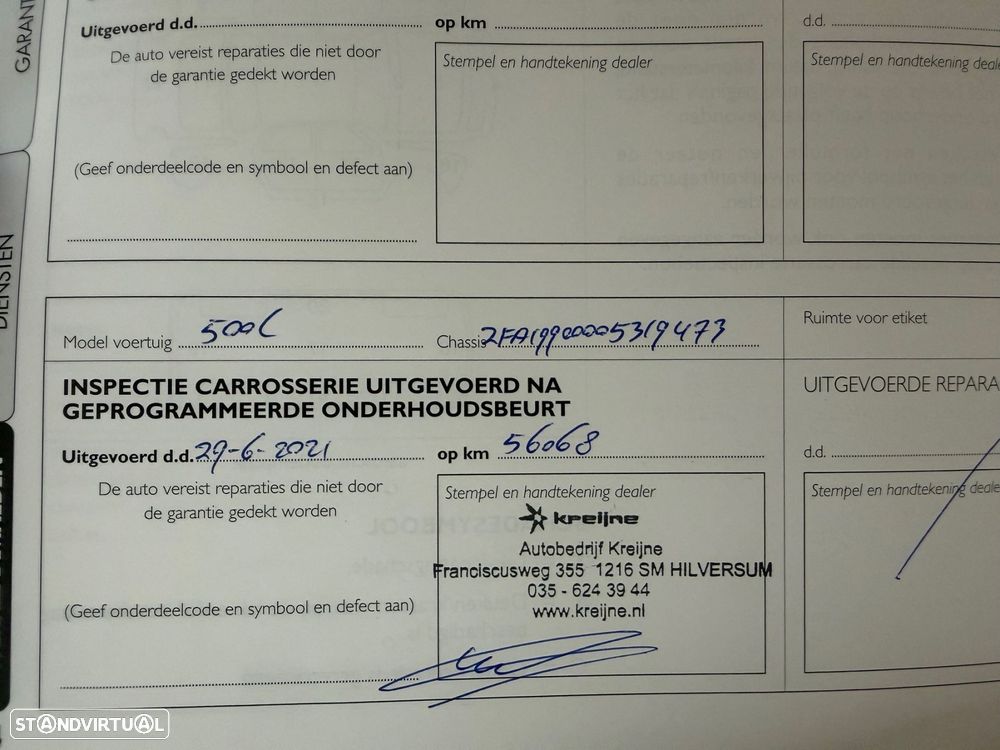 GARANT
Uitgevoerd d.d.
op km
d.d.
De auto vereist reparaties die niet door
de garantie gedekt worden
Stempel en handtekening dealer
Stempel en handtekening deale
(Geef onderdeelcode en symbool en defect aan)
DIENSTEN
Model voertuig 500C
Chassis ZFA19900005319473
Ruimte voor etiket
INSPECTIE CARROSSERIE UITGEVOERD NA
GEPROGRAMMEERDE ONDERHOUDSBEURT
UITGEVOERDE REPARA
Uitgevoerd d.d. 29-6-2021
op km 56068
d.d.
De auto vereist reparaties die niet door
de garantie gedekt worden
Stempel en handtekening dealer
Stempel en handtekening deale
kreijne
Autobedrijf Kreijne
Franciscusweg 355 1216 SM HILVERSUM
035 - 624 39 44
www.kreijne.nl
(Geef onderdeelcode en symbool en defect aan)
STANDVIRTUAL